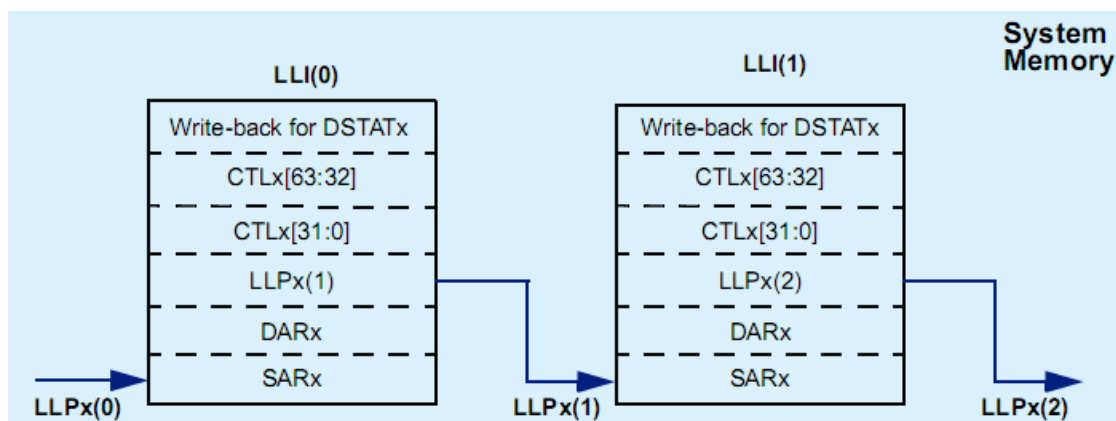 System
Memory
LLI(0)
LLI(1)
Write-back for DSTATx
CTLx[63:32]
CTLx[31:0]
LLPx(1)
DARx
SARx
Write-back for DSTATx
CTLx[63:32]
CTLx[31:0]
LLPx(2)
DARx
SARx
LLPx(0)
LLPx(1)
LLPx(2)